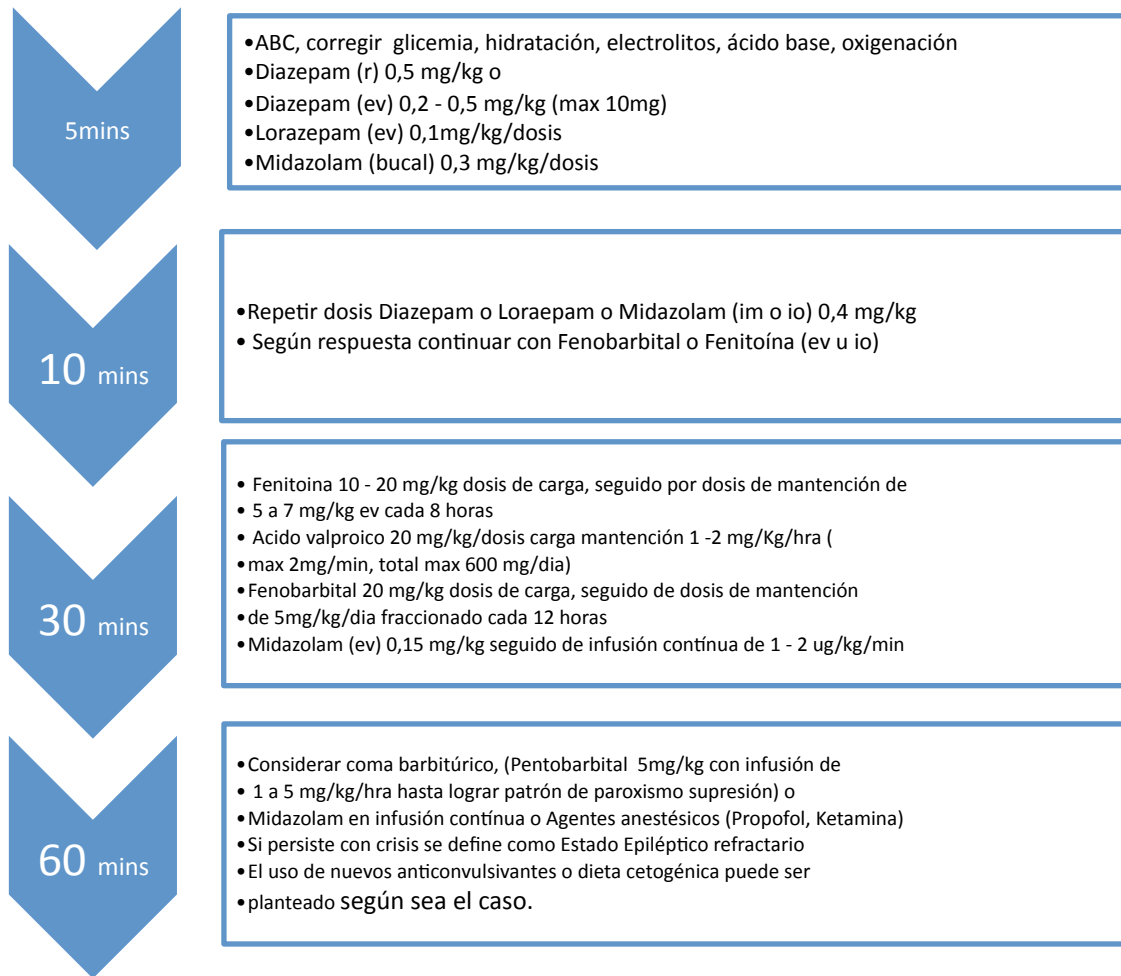 5mins
•ABC, corregir glicemia, hidratación, electrolitos, ácido base, oxigenación
•Diazepam (r) 0,5 mg/kg o
•Diazepam (ev) 0,2 - 0,5 mg/kg (max 10mg)
•Lorazepam (ev) 0,1mg/kg/dosis
•Midazolam (bucal) 0,3 mg/kg/dosis
10 mins
•Repetir dosis Diazepam o Loraepam o Midazolam (im o io) 0,4 mg/kg
• Según respuesta continuar con Fenobarbital o Fenitoína (ev u io)
30 mins
• Fenitoina 10 - 20 mg/kg dosis de carga, seguido por dosis de mantención de
• 5 a 7 mg/kg ev cada 8 horas
• Acido valproico 20 mg/kg/dosis carga mantención 1 -2 mg/Kg/hra (
• max 2mg/min, total max 600 mg/dia)
•Fenobarbital 20 mg/kg dosis de carga, seguido de dosis de mantención
•de 5mg/kg/dia fraccionado cada 12 horas
•Midazolam (ev) 0,15 mg/kg seguido de infusión contínua de 1 - 2 ug/kg/min
60 mins
•Considerar coma barbitúrico, (Pentobarbital 5mg/kg con infusión de
• 1 a 5 mg/kg/hra hasta lograr patrón de paroxismo supresión) o
•Midazolam en infusión contínua o Agentes anestésicos (Propofol, Ketamina)
•Si persiste con crisis se define como Estado Epiléptico refractario
•El uso de nuevos anticonvulsivantes o dieta cetogénica puede ser
•planteado según sea el caso.